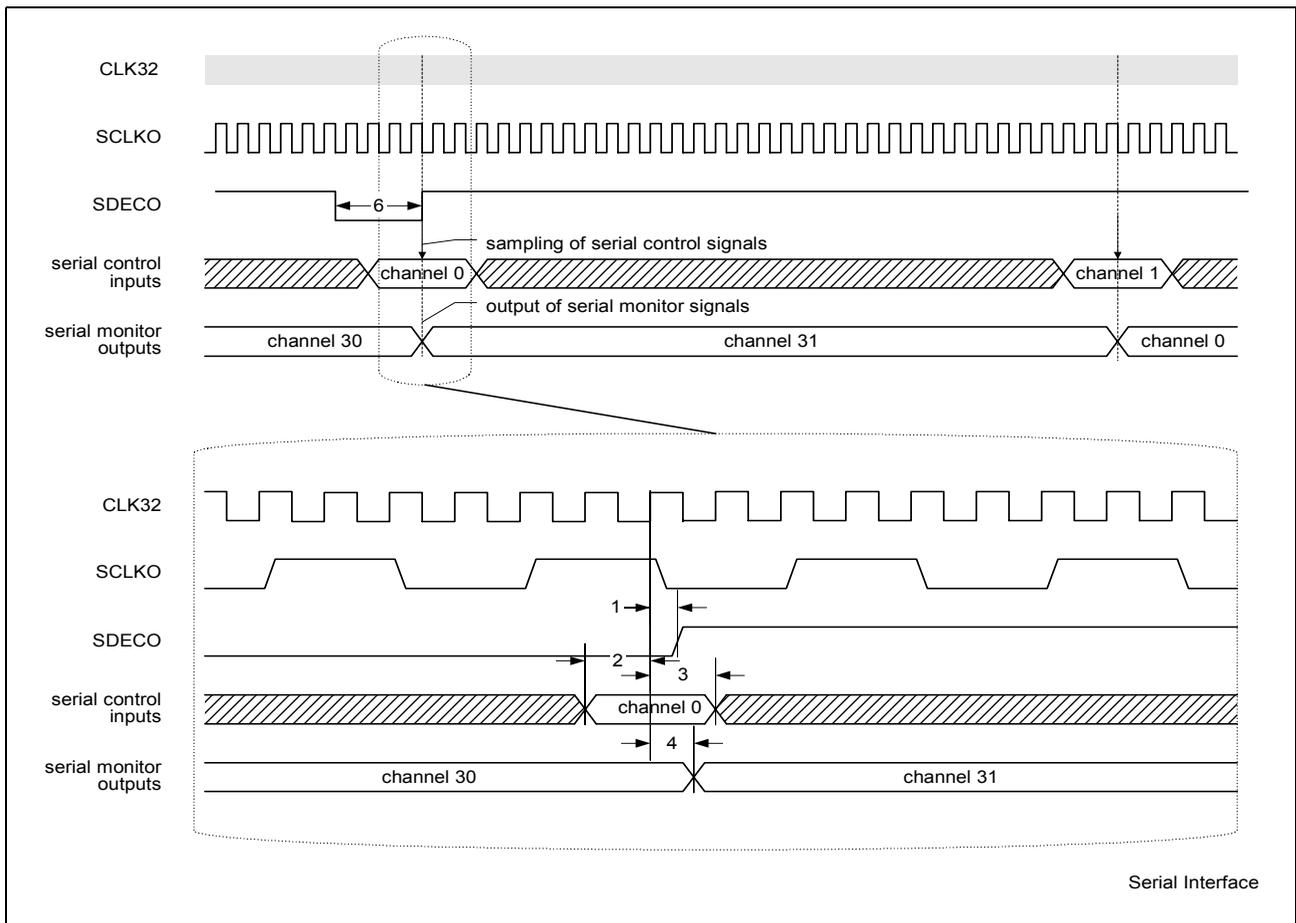 CLK32
SCLKO
SDECO
6
sampling of serial control signals
serial control
inputs
channel 0
channel 1
output of serial monitor signals
serial monitor
outputs
channel 30
channel 31
channel 0
CLK32
SCLKO
1
SDECO
2
3
serial control
inputs
channel 0
4
serial monitor
outputs
channel 30
channel 31
Serial Interface